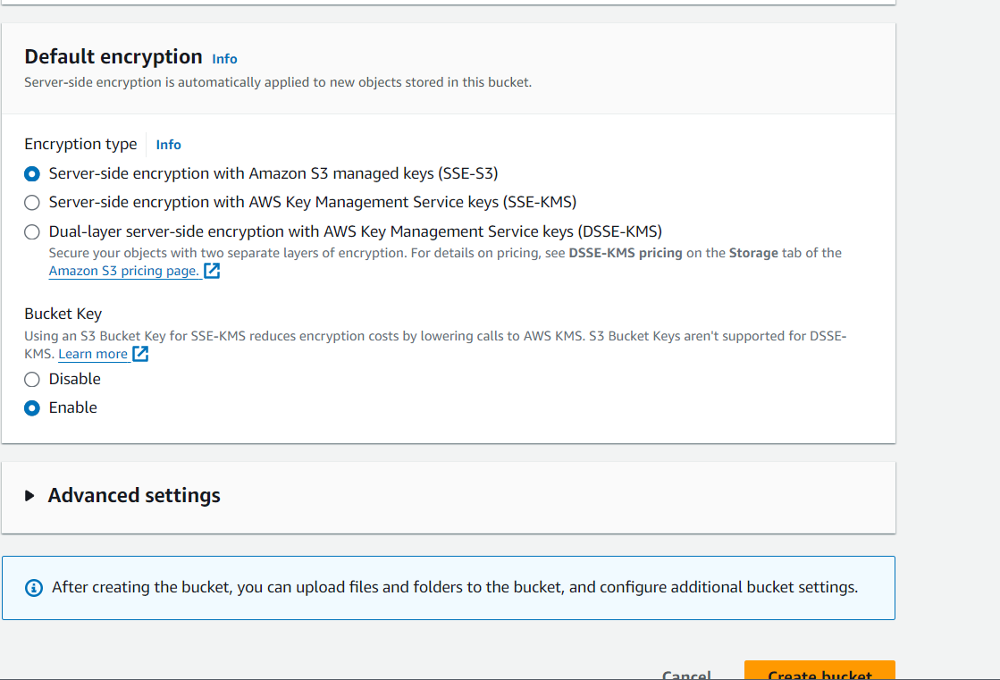 Default encryption Info
Server-side encryption is automatically applied to new objects stored in this bucket.
Encryption type Info
Server-side encryption with Amazon S3 managed keys (SSE-S3)
Server-side encryption with AWS Key Management Service keys (SSE-KMS)
Dual-layer server-side encryption with AWS Key Management Service keys (DSSE-KMS)
Secure your objects with two separate layers of encryption. For details on pricing, see DSSE-KMS pricing on the Storage tab of the
Amazon S3 pricing page.
Bucket Key
Using an S3 Bucket Key for SSE-KMS reduces encryption costs by lowering calls to AWS KMS. S3 Bucket Keys aren't supported for DSSE-
KMS. Learn more
Disable
Enable
Advanced settings
After creating the bucket, you can upload files and folders to the bucket, and configure additional bucket settings.
Cancel Create bucket